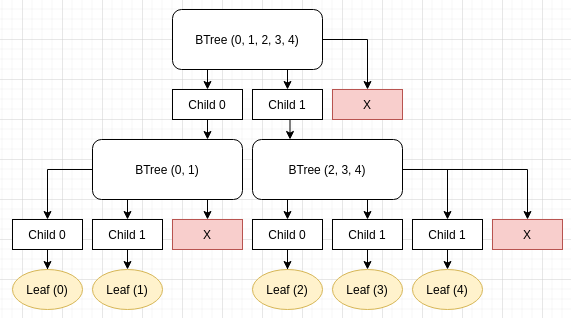 BTree (0, 1, 2, 3, 4)
Child 0
Child 1
X
BTree (0, 1)
BTree (2, 3, 4)
Child 0
Child 1
X
Child 0
Child 1
Child 1
X
Leaf (0)
Leaf (1)
Leaf (2)
Leaf (3)
Leaf (4)